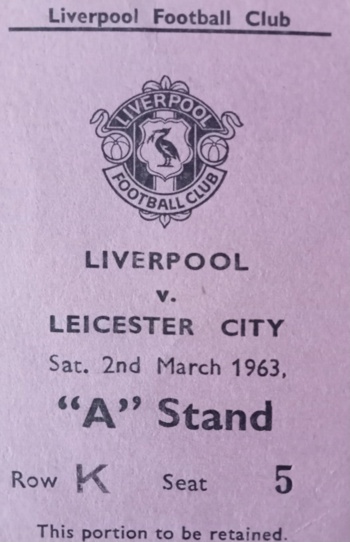 Liverpool Football Club
LIVERPOOL
FOOTBALL CLUB
LIVERPOOL
v.
LEICESTER CITY
Sat. 2nd March 1963,
"A" Stand
Row K Seat 5
This portion to be retained.